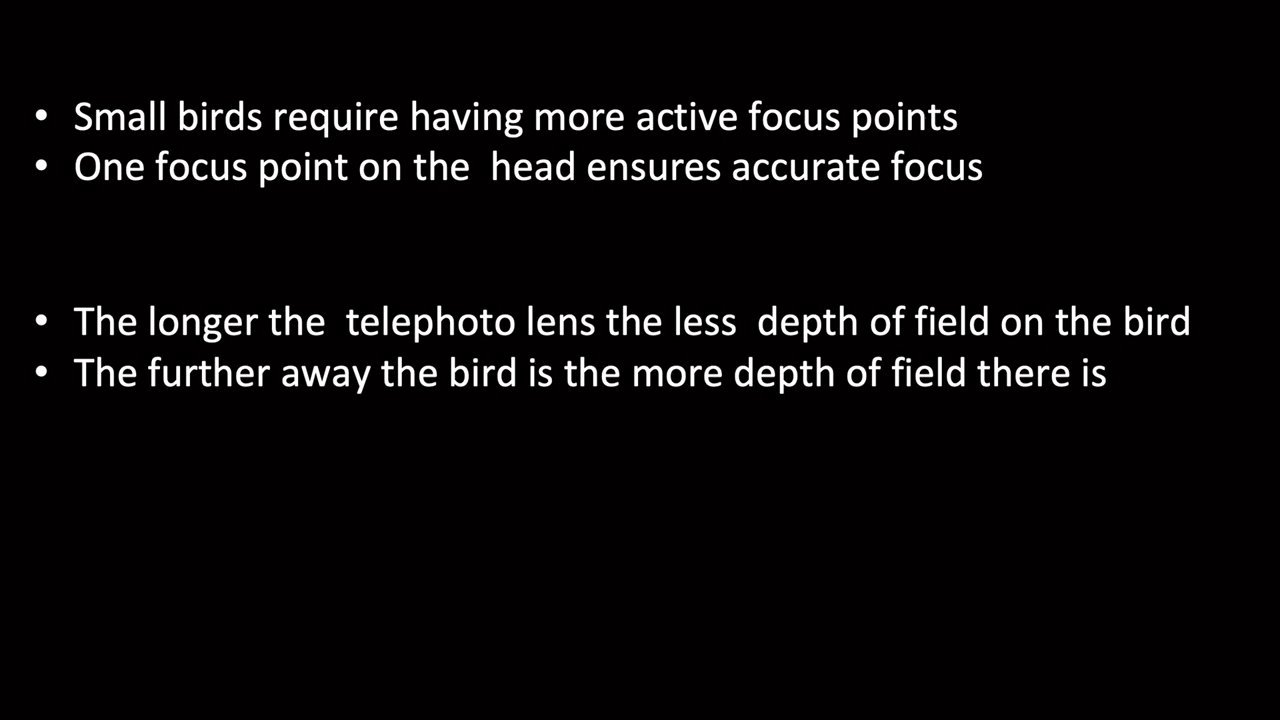 • Small birds require having more active focus points
• One focus point on the  head ensures accurate focus
• The longer the  telephoto lens the less  depth of field on the bird
• The further away the bird is the more depth of field there is